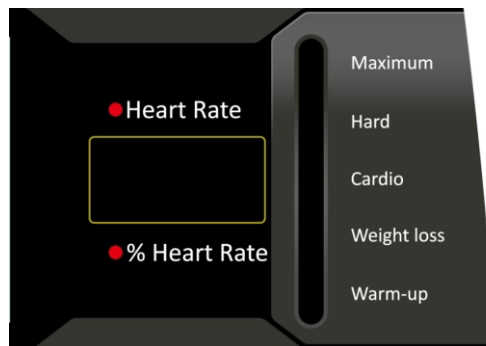 Heart Rate
% Heart Rate
Maximum
Hard
Cardio
Weight loss
Warm-up